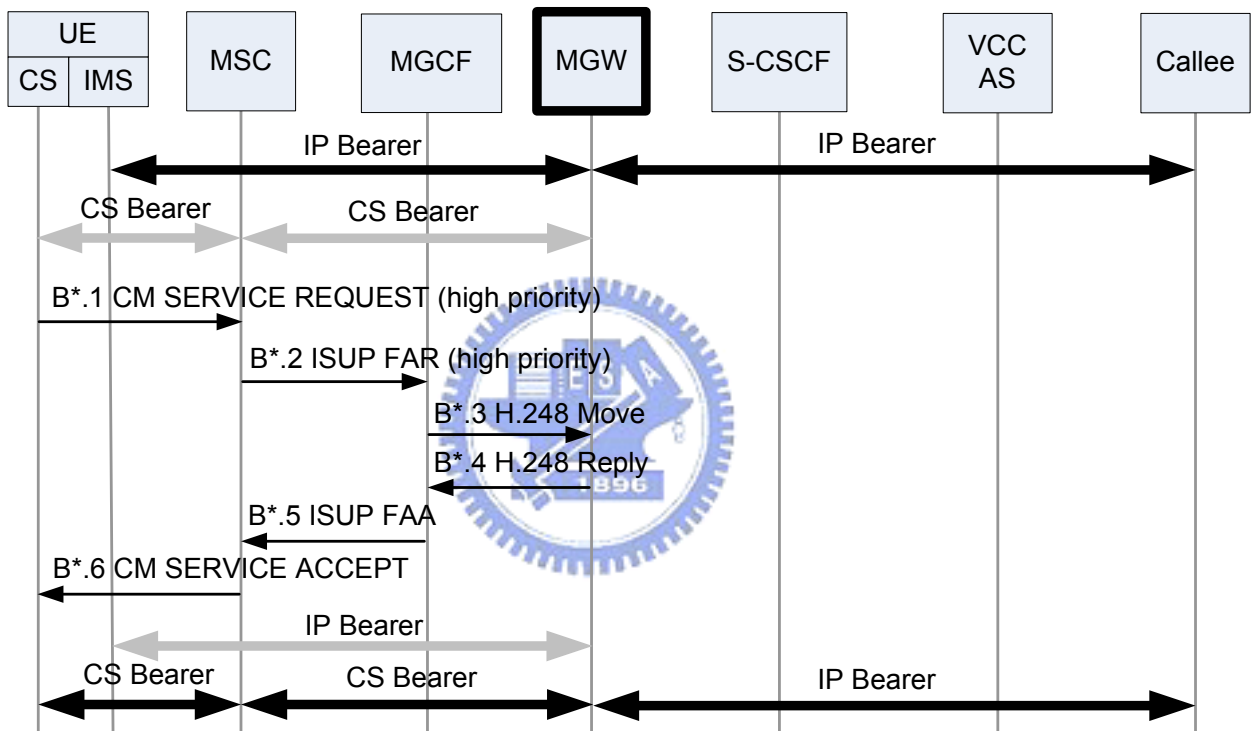 UE
CS IMS
MSC
MGCF
MGW
S-CSCF
VCC
AS
Callee
IP Bearer
IP Bearer
CS Bearer
CS Bearer
B*.1 CM SERVICE REQUEST (high priority)
B*.2 ISUP FAR (high priority)
B*.3 H.248 Move
B*.4 H.248 Reply
B*.5 ISUP FAA
B*.6 CM SERVICE ACCEPT
IP Bearer
CS Bearer
CS Bearer
IP Bearer
E S A
1896